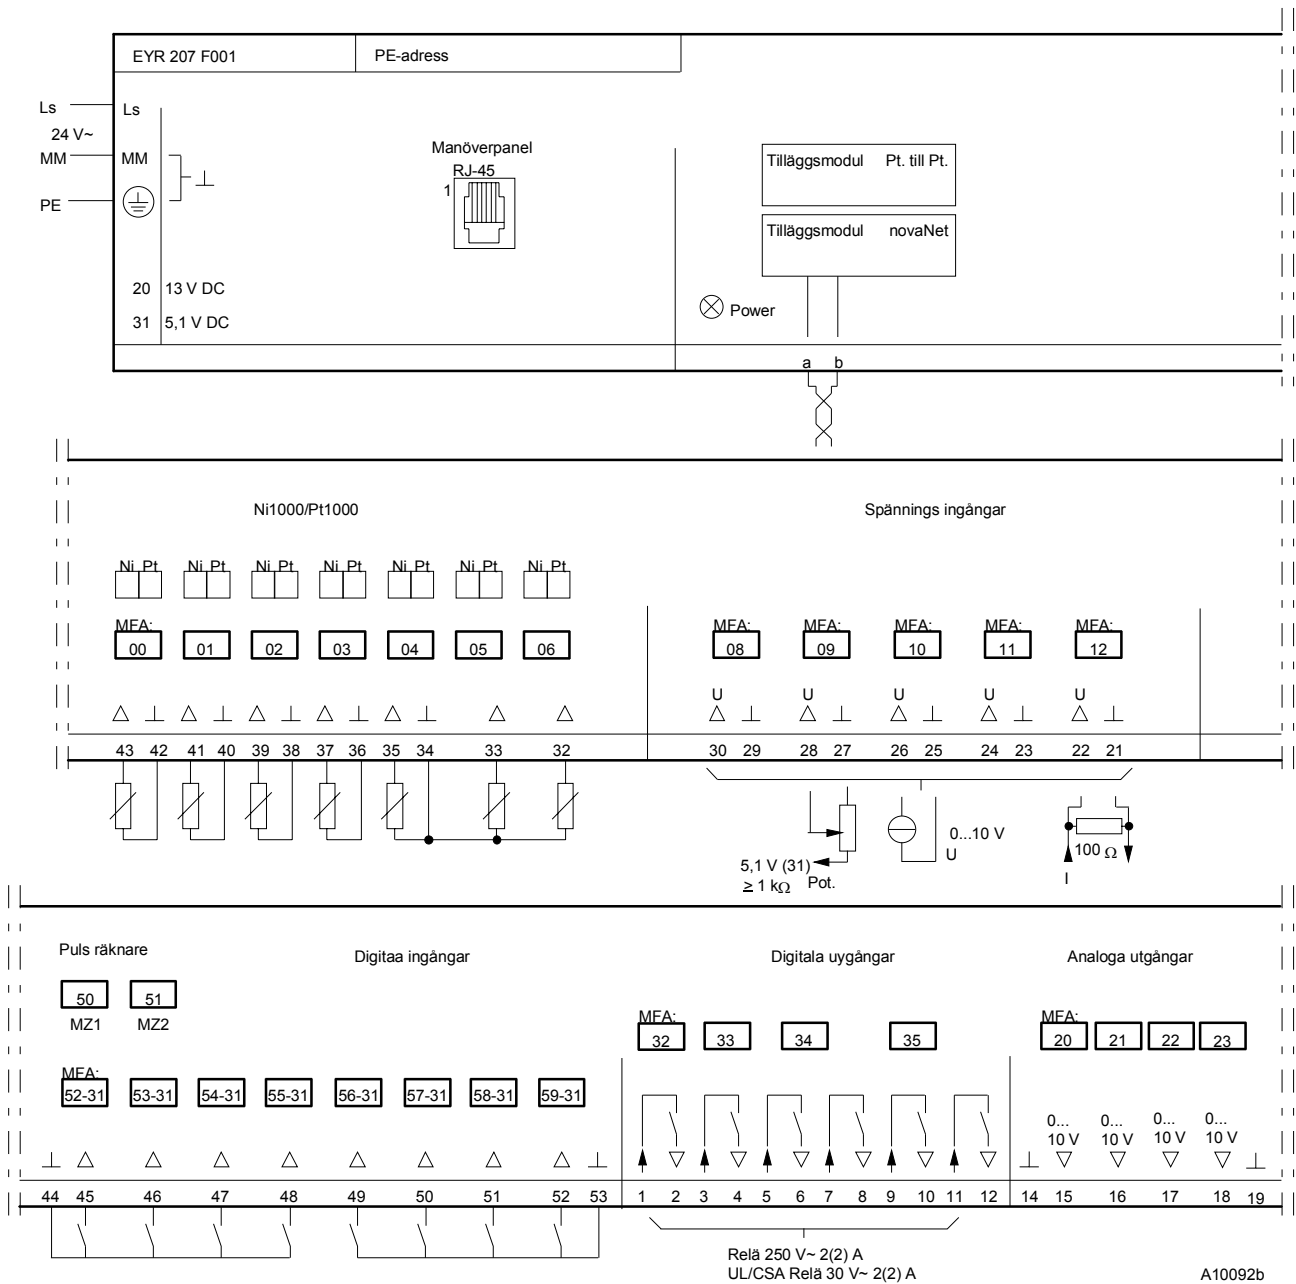 EYR 207 F001 PE-adress
Ls Ls
24 V~
MM MM
PE
Manöverpanel
RJ-45
1
Tilläggsmodul Pt. till Pt.
Tilläggsmodul novaNet
20 13 V DC
31 5,1 V DC
Power
a b
Ni1000/Pt1000 Spännings ingångar
Ni Pt Ni Pt Ni Pt Ni Pt Ni Pt Ni Pt Ni Pt
MFA: MFA: MFA: MFA: MFA: MFA:
00 01 02 03 04 05 06 08 09 10 11 12
U U U U U
43 42 41 40 39 38 37 36 35 34 33 32 30 29 28 27 26 25 24 23 22 21
0...10 V
U
5,1 V (31)
≥ 1 kΩ
Pot.
100 Ω
I
Puls räknare Digitaa ingångar Digitala uygångar Analoga utgångar
50 51
MZ1 MZ2
MFA: MFA:
32 33 34 35 20 21 22 23
MFA:
52-31 53-31 54-31 55-31 56-31 57-31 58-31 59-31
0... 0... 0... 0...
10 V 10 V 10 V 10 V
44 45 46 47 48 49 50 51 52 53 1 2 3 4 5 6 7 8 9 10 11 12 14 15 16 17 18 19
Relä 250 V~ 2(2) A
UL/CSA Relä 30 V~ 2(2) A
A10092b